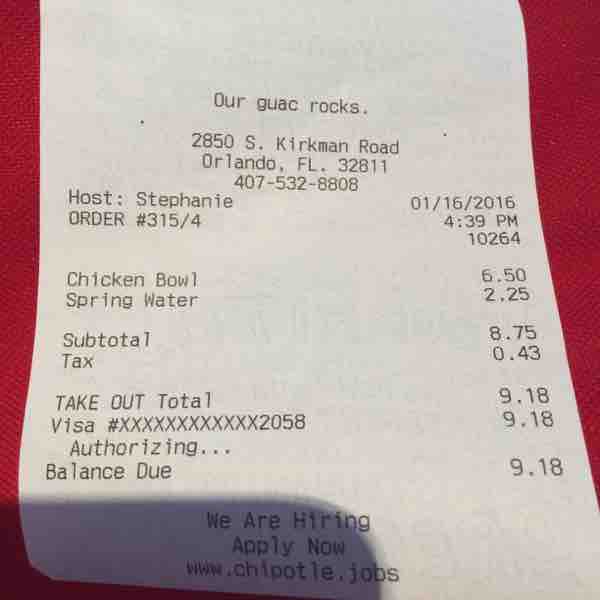 Our guac rocks.
2850 S. Kirkman Road
Orlando, FL. 32811
407-532-8808
Host: Stephanie 01/16/2016
ORDER #315/4 4:39 PM
10264
Chicken Bowl 6.50
Spring Water 2.25
Subtotal 8.75
Tax 0.43
TAKE OUT Total 9.18
Visa #XXXXXXXXXXXX2058 9.18
Authorizing...
Balance Due 9.18
We Are Hiring
Apply Now
www.chipotle.jobs